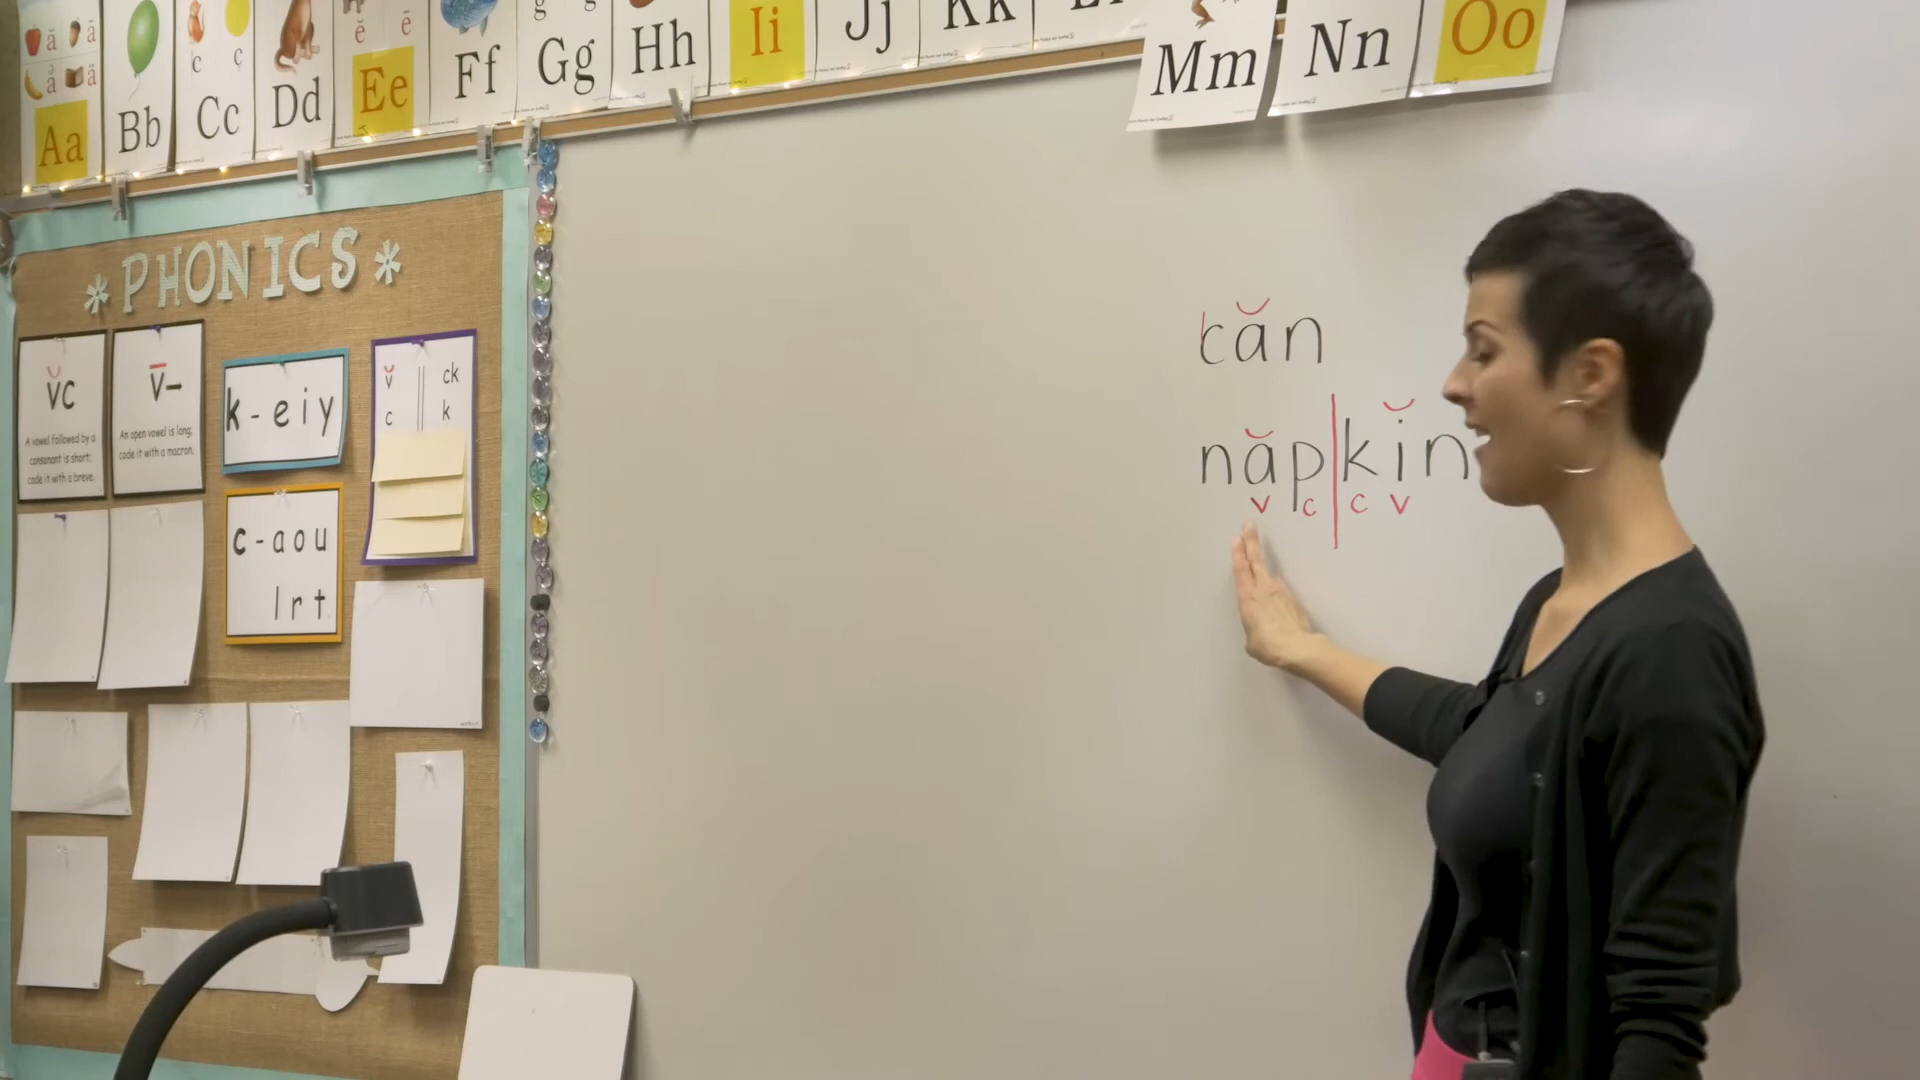 ă ă
ä ä
Aa
Bb
c ç
Cc
Dd
ĕ ē
Ee
Ff
g g
Gg
Hh
Ii
Jj
Kk
Mm
Nn
Oo
* PHONICS *
v̆c
A vowel followed by a
consonant is short;
code it with a breve.
v̄→
An open vowel is long;
code it with a macron.
k - e i y
v̆ ck
c k
c - a o u
l r t
căn
năp|kĭn
v c c v